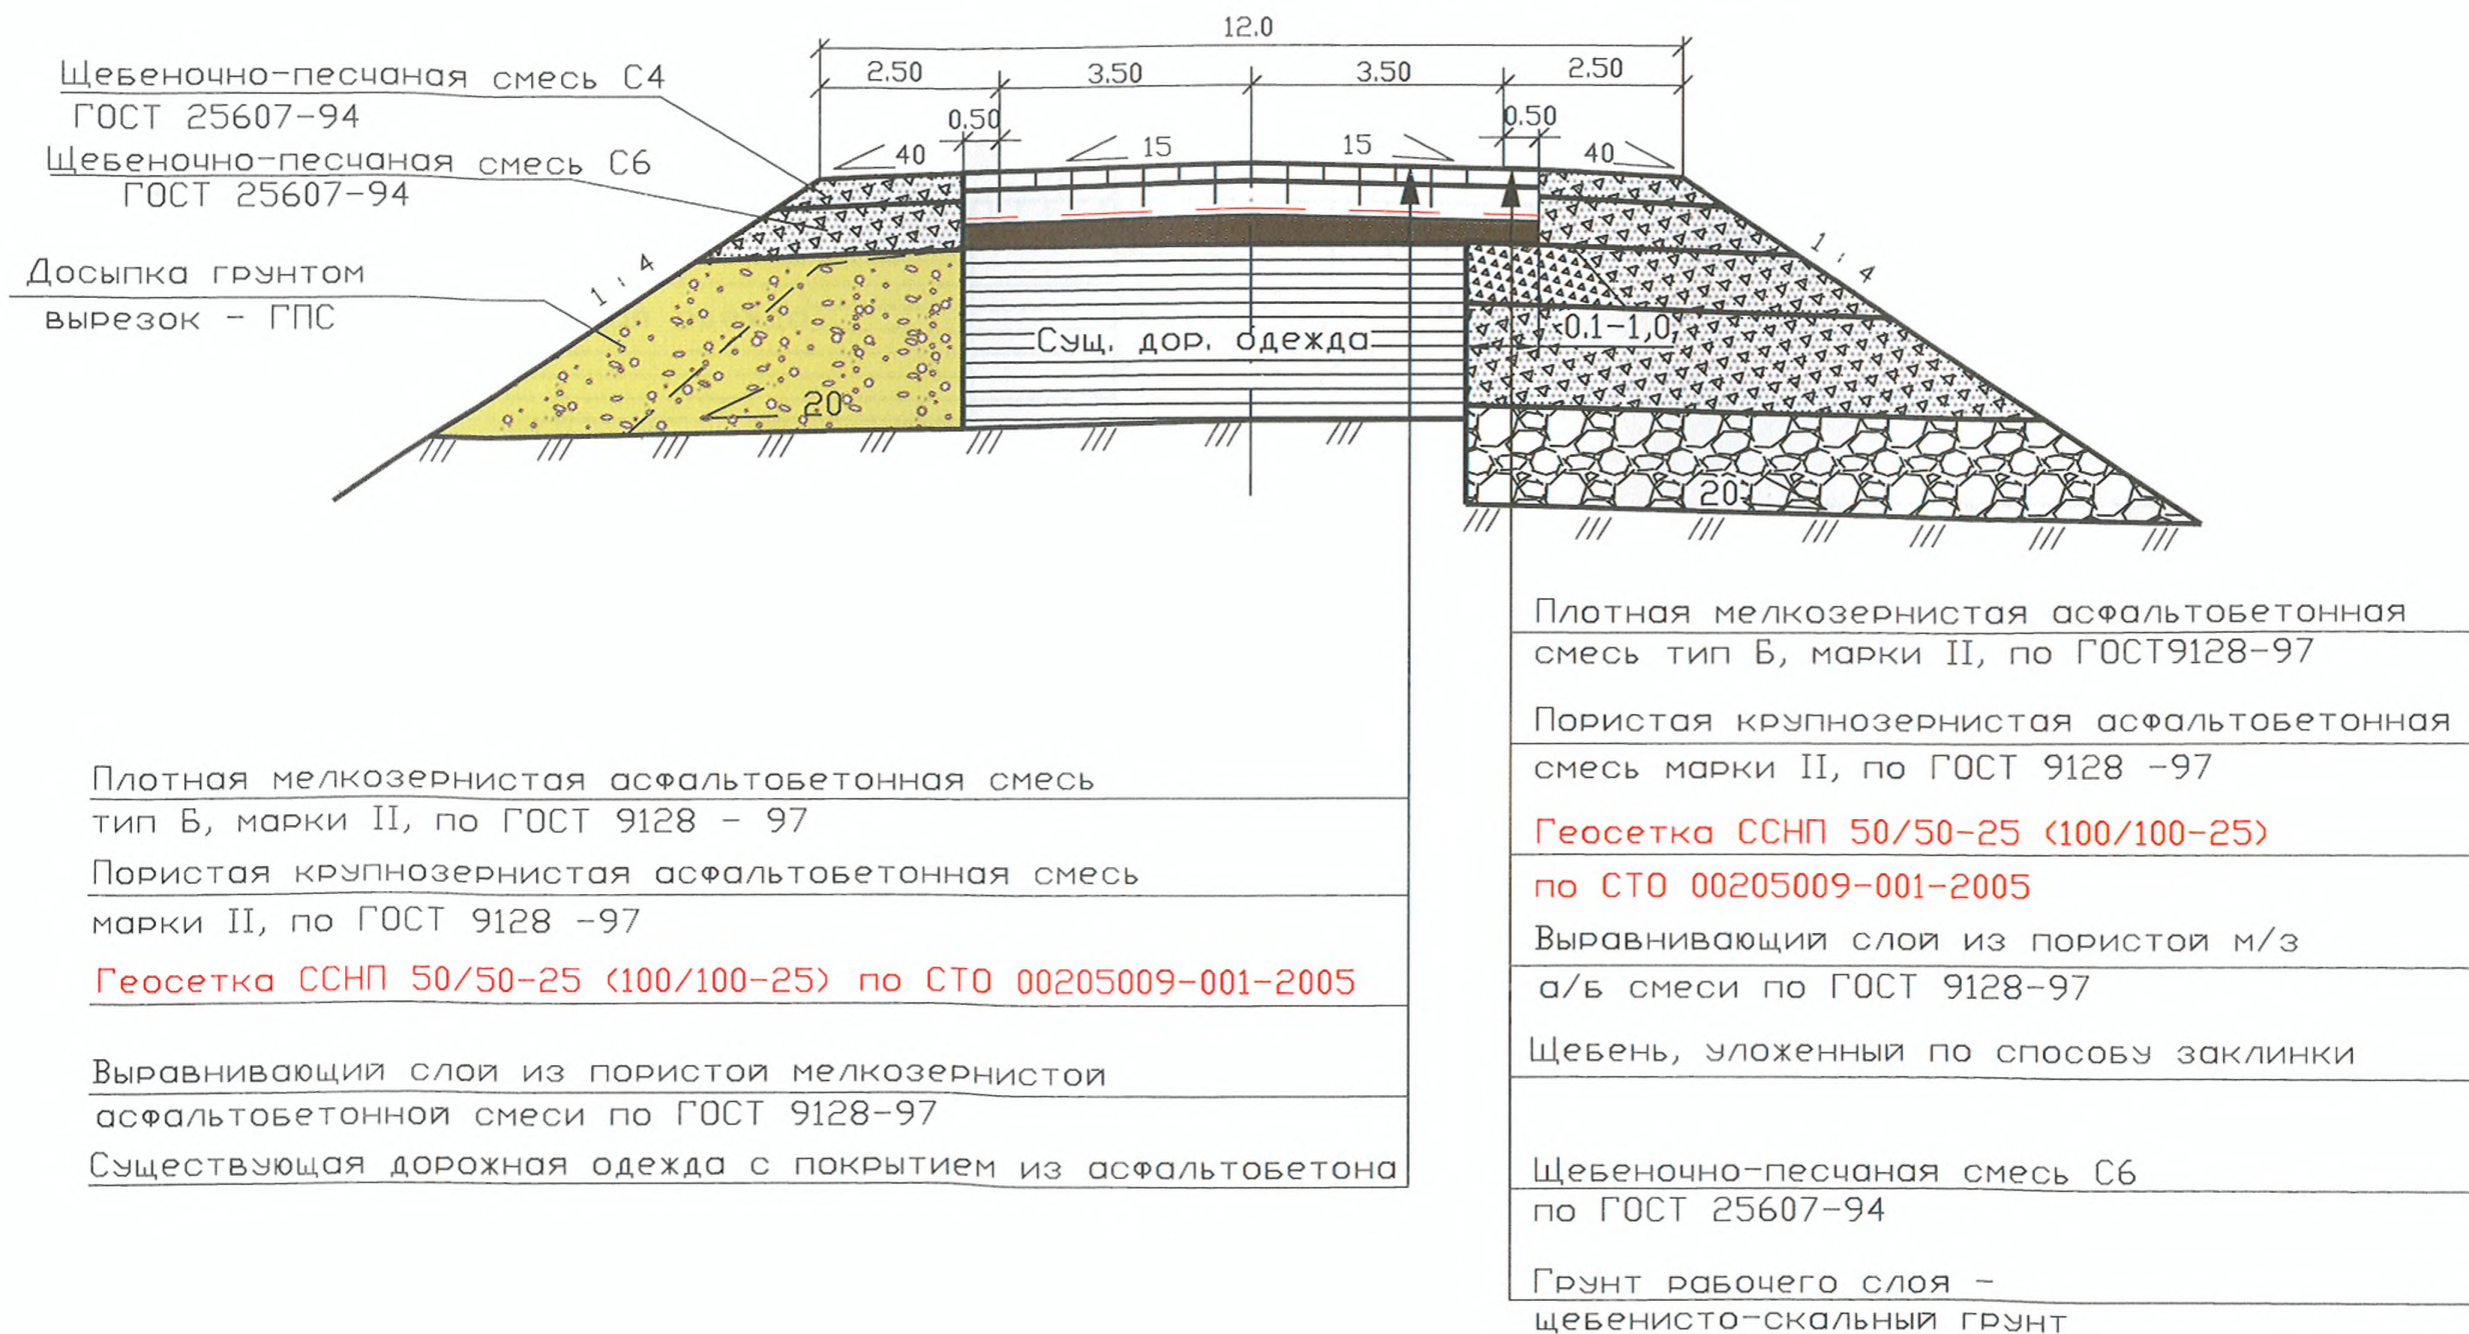 12.0
2.50
3.50
3.50
2.50
0.50
0.50
40
15
15
40
Щебеночно-песчаная смесь С4
ГОСТ 25607-94
Щебеночно-песчаная смесь С6
ГОСТ 25607-94
Досыпка грунтом
вырезок - ГПС
1 : 4
1 : 4
Сущ. дор. одежда
0.1-1,0
20
20
Плотная мелкозернистая асфальтобетонная смесь
тип Б, марки II, по ГОСТ 9128 - 97
Пористая крупнозернистая асфальтобетонная смесь
марки II, по ГОСТ 9128 -97
Геосетка ССНП 50/50-25 (100/100-25) по СТО 00205009-001-2005
Выравнивающий слой из пористой мелкозернистой
асфальтобетонной смеси по ГОСТ 9128-97
Существующая дорожная одежда с покрытием из асфальтобетона
Плотная мелкозернистая асфальтобетонная
смесь тип Б, марки II, по ГОСТ9128-97
Пористая крупнозернистая асфальтобетонная
смесь марки II, по ГОСТ 9128 -97
Геосетка ССНП 50/50-25 (100/100-25)
по СТО 00205009-001-2005
Выравнивающий слой из пористой м/з
а/б смеси по ГОСТ 9128-97
Щебень, уложенный по способу заклинки
Щебеночно-песчаная смесь С6
по ГОСТ 25607-94
Грунт рабочего слоя -
щебенисто-скальный грунт